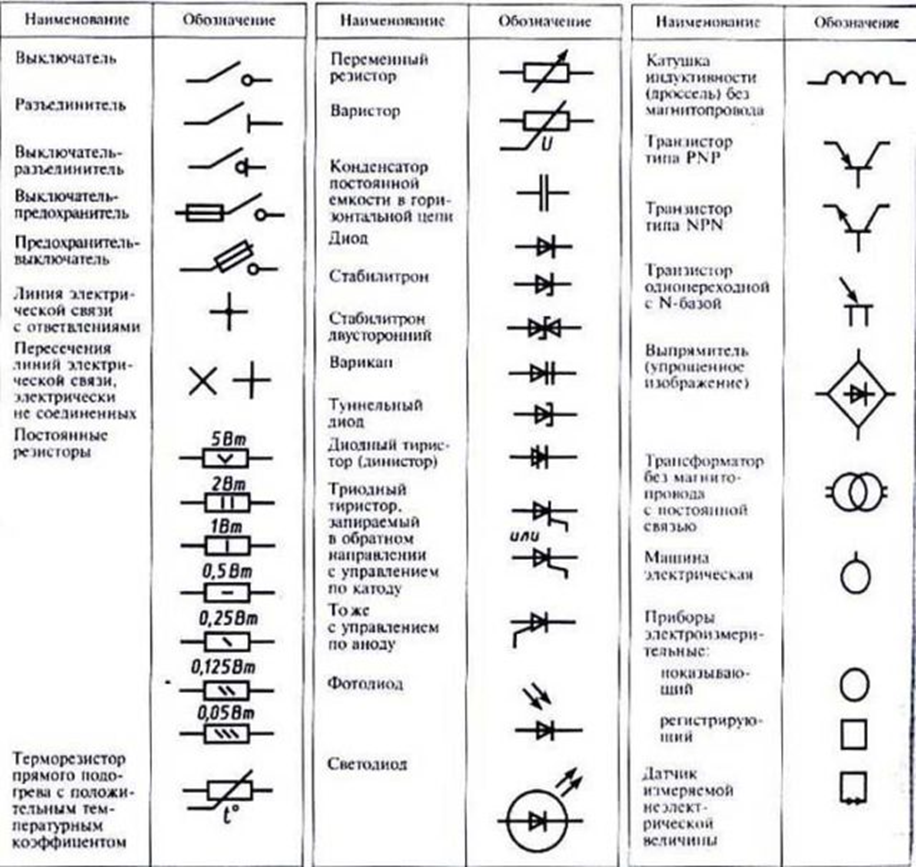 Наименование
Обозначение
Выключатель
Разъединитель
Выключатель-
разъединитель
Выключатель-
предохранитель
Предохранитель-
выключатель
Линия электри-
ческой связи
с ответвлениями
Пересечения
линий электри-
ческой связи,
электрически
не соединенных
Постоянные
резисторы
5Вт
2Вт
1Вт
0,5Вт
0,25Вт
0,125Вт
0,05Вт
Терморезистор
прямого подо-
грева с положи-
тельным тем-
пературным
коэффицентом
t°
Наименование
Обозначение
Переменный
резистор
Варистор
U
Конденсатор
постоянной
емкости в гори-
зонтальной цепи
Диод
Стабилитрон
Стабилитрон
двусторонний
Варикап
Туннельный
диод
Диодный тирис-
тор (динистор)
Триодный
тиристор,
запираемый
в обратном
направлении
с управлением
по катоду
или
То же
с управлением
по аноду
Фотодиод
Светодиод
Наименование
Обозначение
Катушка
индуктивности
(дроссель) без
магнитопровода
Транзистор
типа PNP
Транзистор
типа NPN
Транзистор
однопереходной
с N-базой
Выпрямитель
(упрощенное
изображение)
Трансформатор
без магнито-
провода
с постоянной
связью
Машина
электрическая
Приборы
электроизмери-
тельные:
показываю-
щий
регистрирую-
щий
Датчик
измеряемой
неэлект-
рической
величины